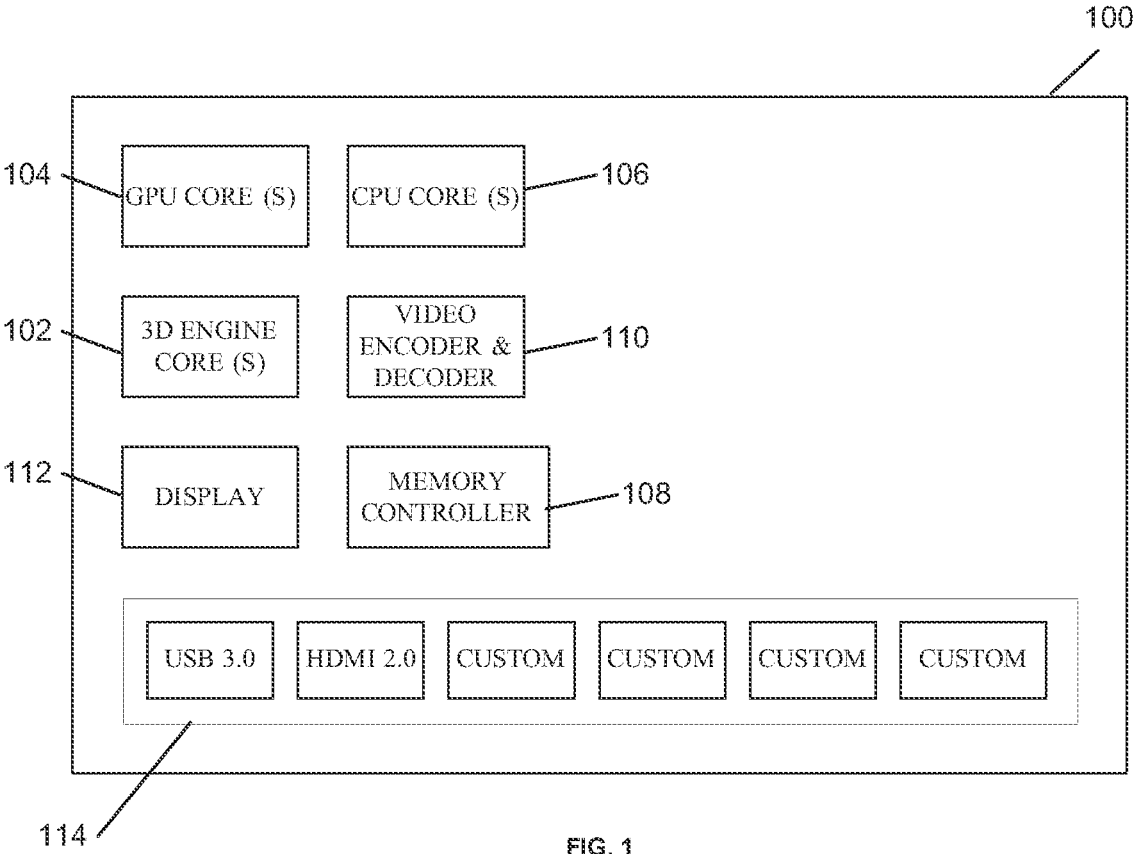 100
104
GPU CORE (S)
CPU CORE (S)
106
102
3D ENGINE
CORE (S)
VIDEO
ENCODER &
DECODER
110
112
DISPLAY
MEMORY
CONTROLLER
108
USB 3.0
HDMI 2.0
CUSTOM
CUSTOM
CUSTOM
CUSTOM
114
FIG. 1